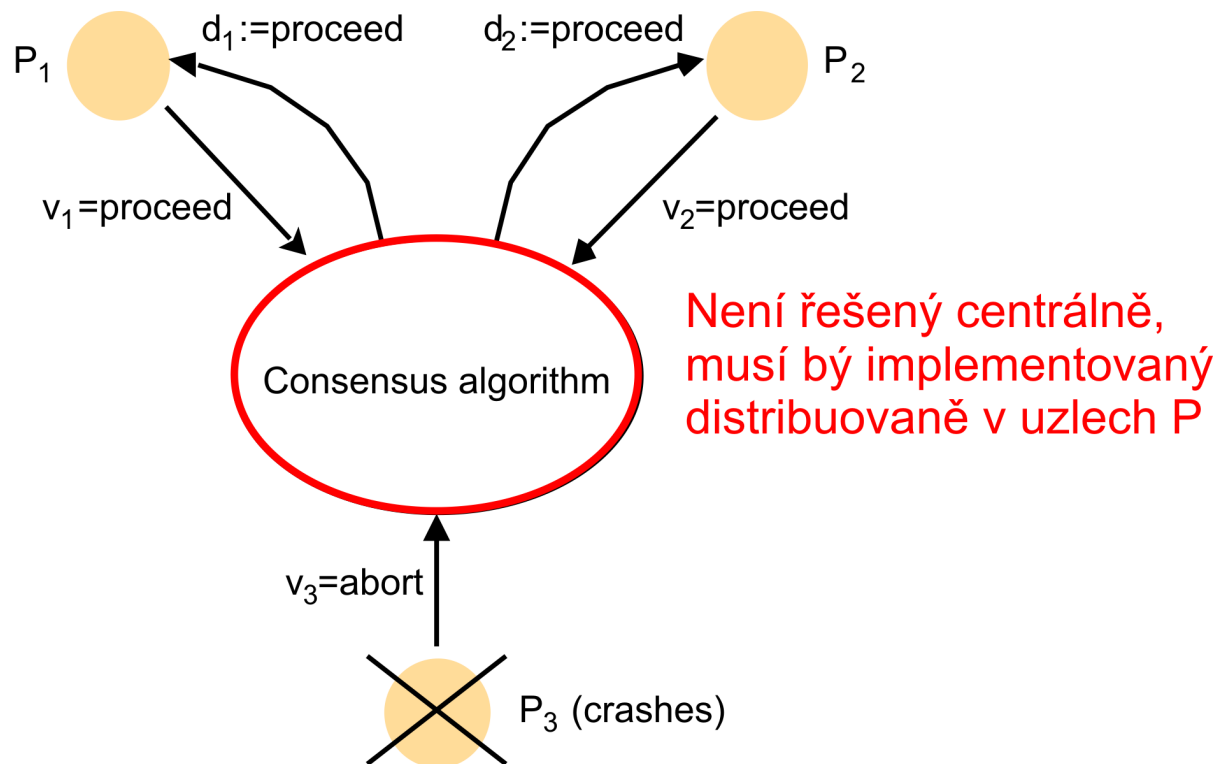 d₁:=proceed
d₂:=proceed
P₁
P₂
v₁=proceed
v₂=proceed
Není řešený centrálně,
musí bý implementovaný
distribuovaně v uzlech P
Consensus algorithm
v₃=abort
P₃ (crashes)